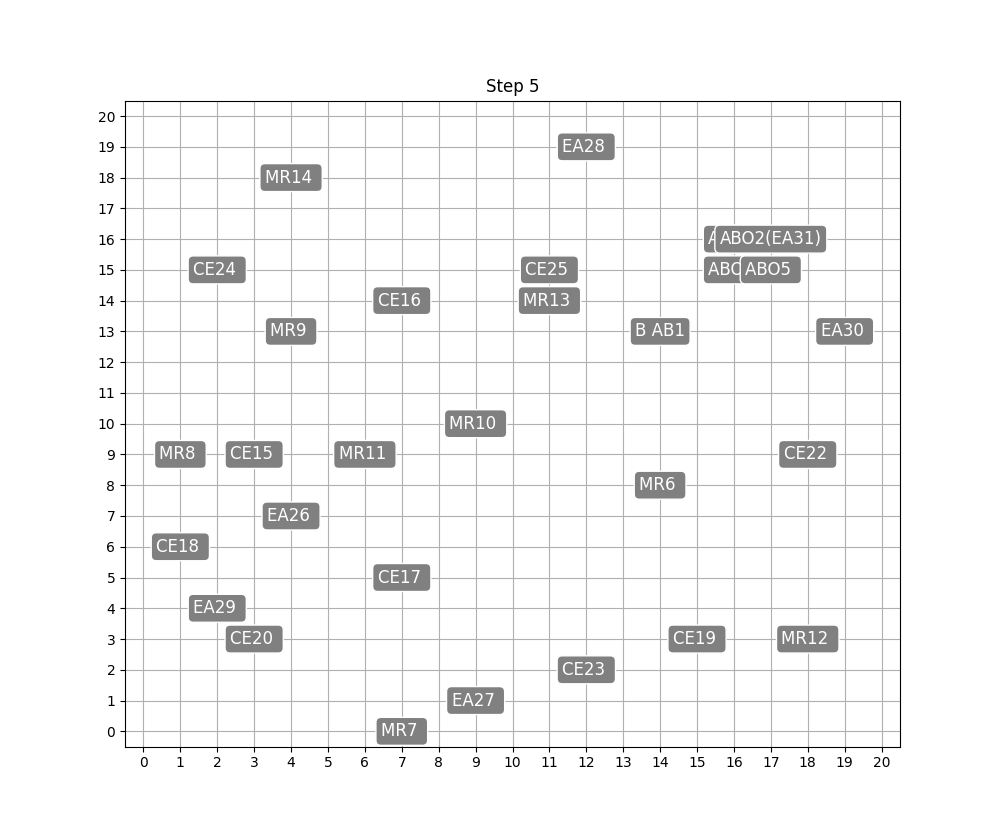 Step 5
20
19 EA28
18 MR14
17
16 ABO2(EA31)
15 CE24 CE25 ABO5
14 CE16 MR13
13 MR9 B AB1 EA30
12
11
10 MR10
9 MR8 CE15 MR11 CE22
8 MR6
7 EA26
6 CE18
5 CE17
4 EA29
3 CE20 CE19 MR12
2 CE23
1 EA27
0 MR7
0 1 2 3 4 5 6 7 8 9 10 11 12 13 14 15 16 17 18 19 20